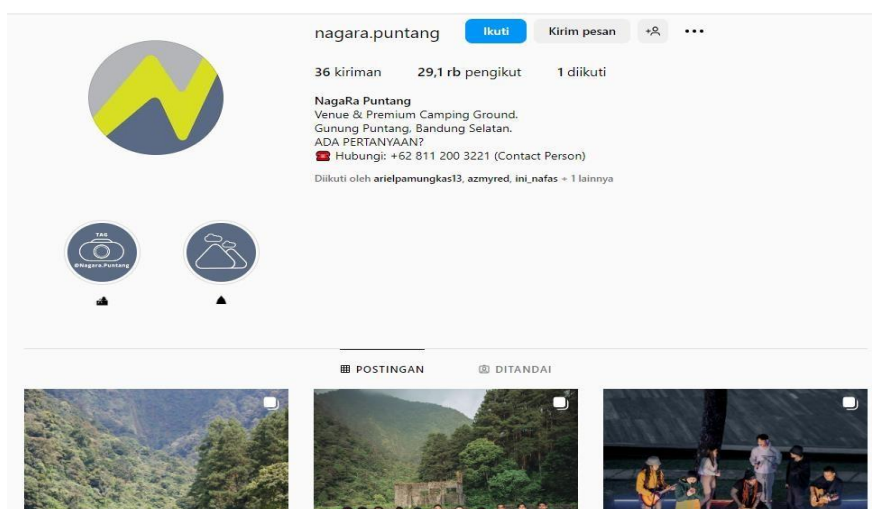 nagara.puntang Ikuti Kirim pesan
36 kiriman 29,1 rb pengikut 1 diikuti
NagaRa Puntang
Venue & Premium Camping Ground.
Gunung Puntang, Bandung Selatan.
ADA PERTANYAAN?
☎️ Hubungi: +62 811 200 3221 (Contact Person)
Diikuti oleh arielpamungkas13, azmyred, ini_nafas + 1 lainnya
TAG
@Nagara.Puntang
POSTINGAN DITANDAI